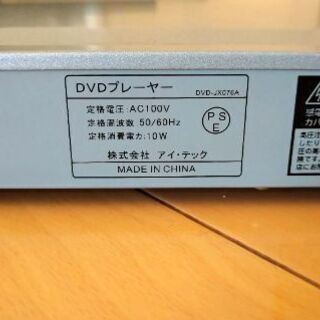 DVDプレーヤー
DVD-JX076A
定格電圧:AC100V
定格周波数 50/60Hz
定格消費電力:10W
PS
E
株式会社 アイ・テック
MADE IN CHINA